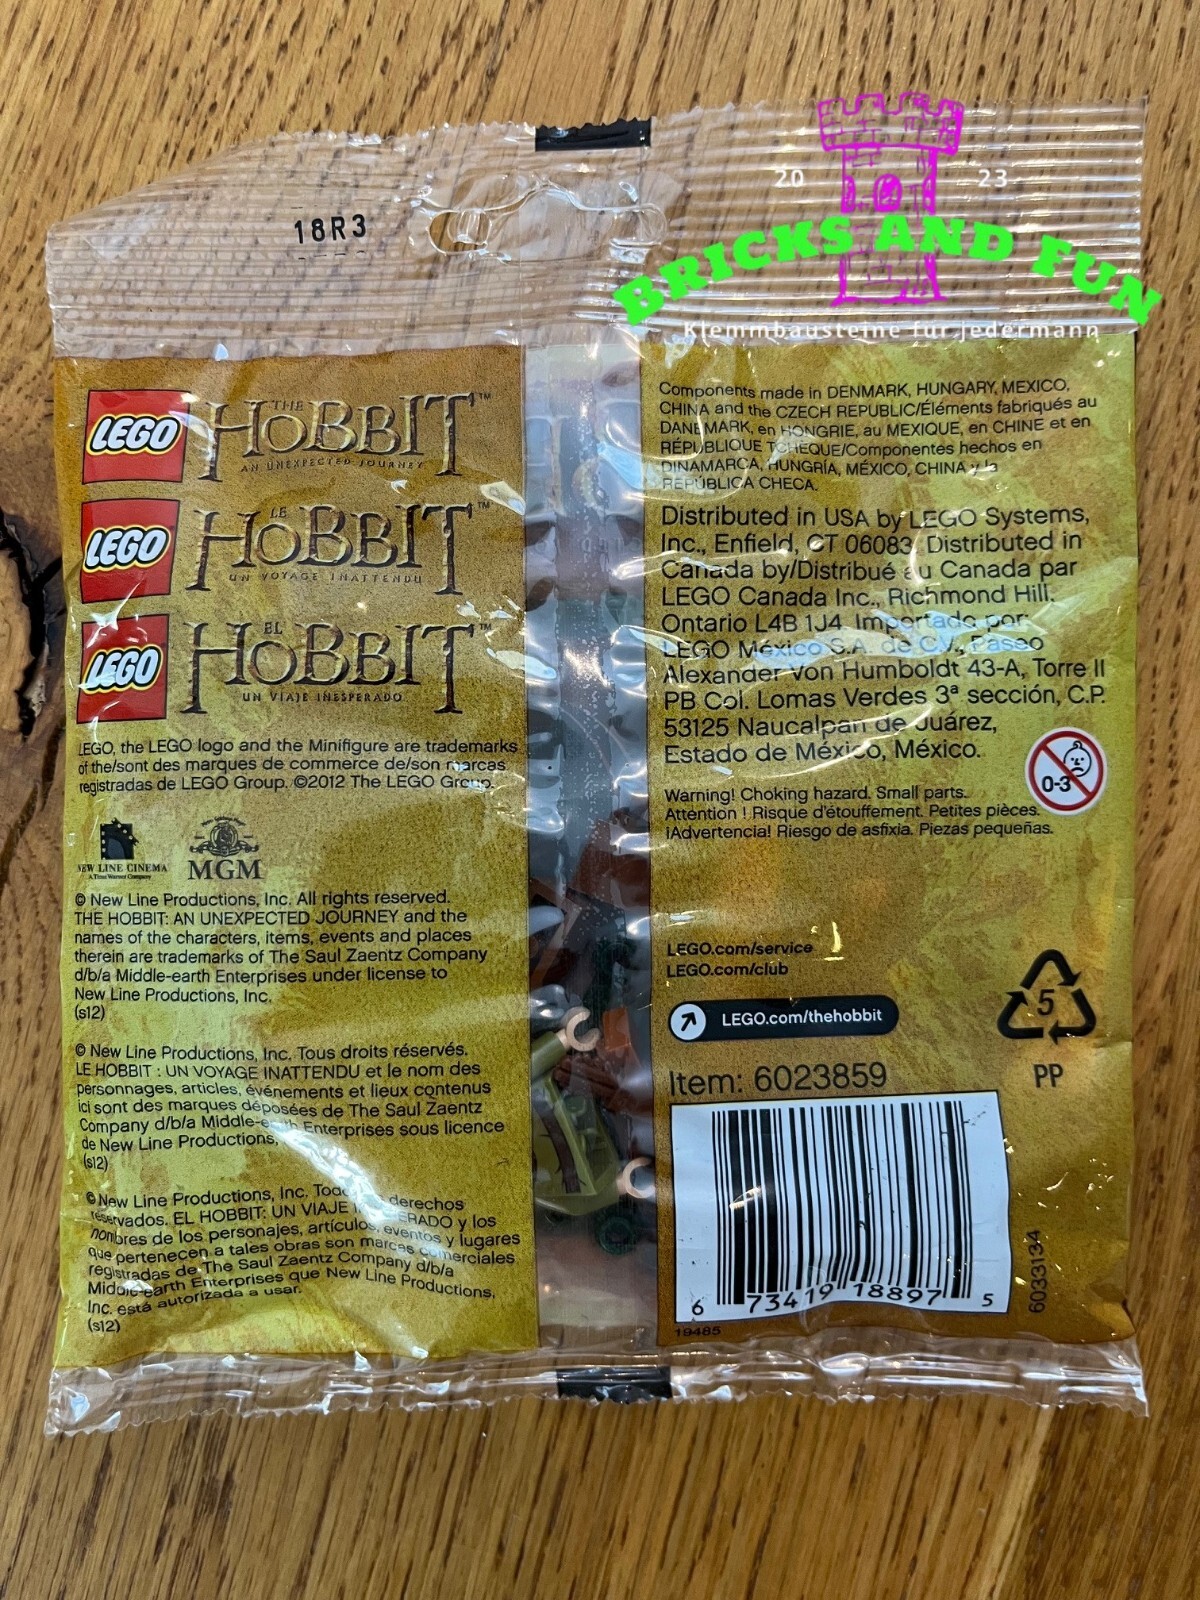 18R3
20 23
BRICKS AND FUN
Klemmbausteine für jedermann
LEGO THE HOBBIT™
AN UNEXPECTED JOURNEY
LEGO LE HOBBIT™
UN VOYAGE INATTENDU
LEGO EL HOBBIT™
UN VIAJE INESPERADO
LEGO, the LEGO logo and the Minifigure are trademarks
of the/sont des marques de commerce de/son marcas
registradas de LEGO Group. ©2012 The LEGO Group.
NEW LINE CINEMA
A Time Warner Company
MGM
© New Line Productions, Inc. All rights reserved.
THE HOBBIT: AN UNEXPECTED JOURNEY and the
names of the characters, items, events and places
therein are trademarks of The Saul Zaentz Company
d/b/a Middle-earth Enterprises under license to
New Line Productions, Inc.
(s12)
© New Line Productions, Inc. Tous droits réservés.
LE HOBBIT : UN VOYAGE INATTENDU et le nom des
personnages, articles, événements et lieux contenus
ici sont des marques déposées de The Saul Zaentz
Company d/b/a Middle-earth Enterprises sous licence
de New Line Productions,
(s12)
© New Line Productions, Inc. derechos
reservados. EL HOBBIT: UN VIAJE y los
nombres de los personajes, artículos, eventos y lugares
que pertenecen a tales obras son marcas comerciales
registradas de The Saul Zaentz Company d/b/a
Middle-earth Enterprises que New Line Productions,
Inc. está autorizada a usar.
(s12)
Components made in DENMARK, HUNGARY, MEXICO,
CHINA and the CZECH REPUBLIC/Éléments fabriqués au
DANEMARK, en HONGRIE, au MEXIQUE, en CHINE et en
RÉPUBLIQUE TCHÈQUE/Componentes hechos en
DINAMARCA, HUNGRÍA, MÉXICO, CHINA y la
REPÚBLICA CHECA.
Distributed in USA by LEGO Systems,
Inc., Enfield, CT 06083. Distributed in
Canada by/Distribué au Canada par
LEGO Canada Inc., Richmond Hill.
Ontario L4B 1J4. Importado por:
LEGO México S.A. de C.V., Paseo
Alexander Von Humboldt 43-A, Torre II
PB Col. Lomas Verdes 3ª sección, C.P.
53125 Naucalpan de Juárez,
Estado de México, México.
0-3
Warning! Choking hazard. Small parts.
Attention ! Risque d'étouffement. Petites pièces.
¡Advertencia! Riesgo de asfixia. Piezas pequeñas.
LEGO.com/service
LEGO.com/club
LEGO.com/thehobbit
5
PP
Item: 6023859
6 73419 18897 5
19485
6033134